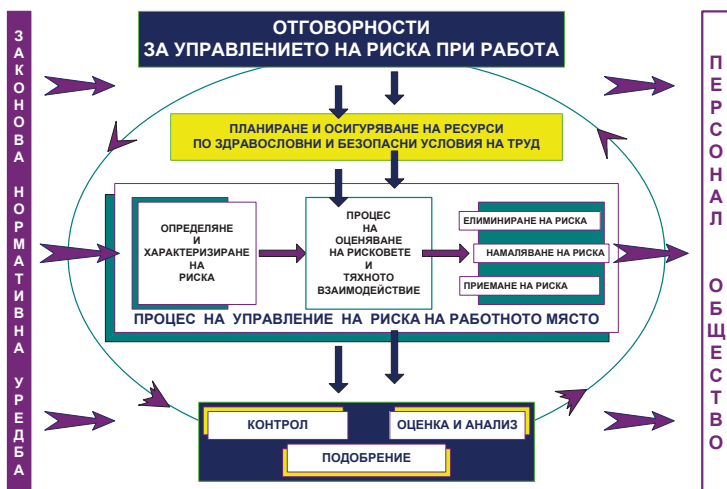 ЗАКОНОВА НОРМАТИВНА УРЕДБА
ОТГОВОРНОСТИ
ЗА УПРАВЛЕНИЕТО НА РИСКА ПРИ РАБОТА
ПЛАНИРАНЕ И ОСИГУРЯВАНЕ НА РЕСУРСИ
ПО ЗДРАВОСЛОВНИ И БЕЗОПАСНИ УСЛОВИЯ НА ТРУД
ОПРЕДЕЛЯНЕ
И
ХАРАКТЕРИЗИРАНЕ
НА
РИСКА
ПРОЦЕС
НА
ОЦЕНЯВАНЕ
НА РИСКОВЕТЕ
И
ТЯХНОТО
ВЗАИМОДЕЙСТВИЕ
ЕЛИМИНИРАНЕ НА РИСКА
НАМАЛЯВАНЕ НА РИСКА
ПРИЕМАНЕ НА РИСКА
ПРОЦЕС НА УПРАВЛЕНИЕ НА РИСКА НА РАБОТНОТО МЯСТО
КОНТРОЛ
ОЦЕНКА И АНАЛИЗ
ПОДОБРЕНИЕ
ПЕРСОНАЛ ОБЩЕСТВО